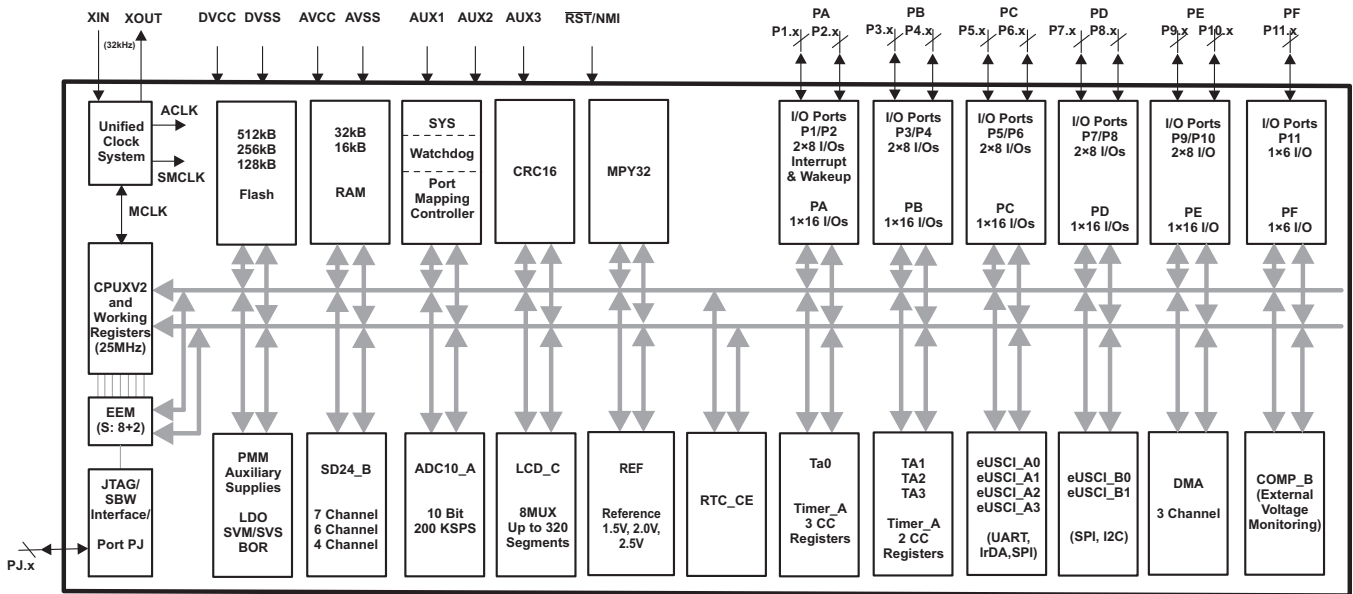 XIN XOUT DVCC DVSS AVCC AVSS AUX1 AUX2 AUX3 RST/NMI
(32kHz)
PA
P1.x P2.x
PB
P3.x P4.x
PC
P5.x P6.x
PD
P7.x P8.x
PE
P9.x P10.x
PF
P11.x
Unified
Clock
System
ACLK
SMCLK
MCLK
512kB
256kB
128kB
Flash
32kB
16kB
RAM
SYS
Watchdog
Port
Mapping
Controller
CRC16
MPY32
I/O Ports
P1/P2
2×8 I/Os
Interrupt
& Wakeup
PA
1×16 I/Os
I/O Ports
P3/P4
2×8 I/Os
PB
1×16 I/Os
I/O Ports
P5/P6
2×8 I/Os
PC
1×16 I/Os
I/O Ports
P7/P8
2×8 I/Os
PD
1×16 I/Os
I/O Ports
P9/P10
2×8 I/O
PE
1×16 I/O
I/O Ports
P11
1×6 I/O
PF
1×6 I/O
CPUXV2
and
Working
Registers
(25MHz)
EEM
(S: 8+2)
JTAG/
SBW
Interface/
Port PJ
PJ.x
PMM
Auxiliary
Supplies
LDO
SVM/SVS
BOR
SD24_B
7 Channel
6 Channel
4 Channel
ADC10_A
10 Bit
200 KSPS
LCD_C
8MUX
Up to 320
Segments
REF
Reference
1.5V, 2.0V,
2.5V
RTC_CE
Ta0
Timer_A
3 CC
Registers
TA1
TA2
TA3
Timer_A
2 CC
Registers
eUSCI_A0
eUSCI_A1
eUSCI_A2
eUSCI_A3
(UART,
IrDA,SPI)
eUSCI_B0
eUSCI_B1
(SPI, I2C)
DMA
3 Channel
COMP_B
(External
Voltage
Monitoring)